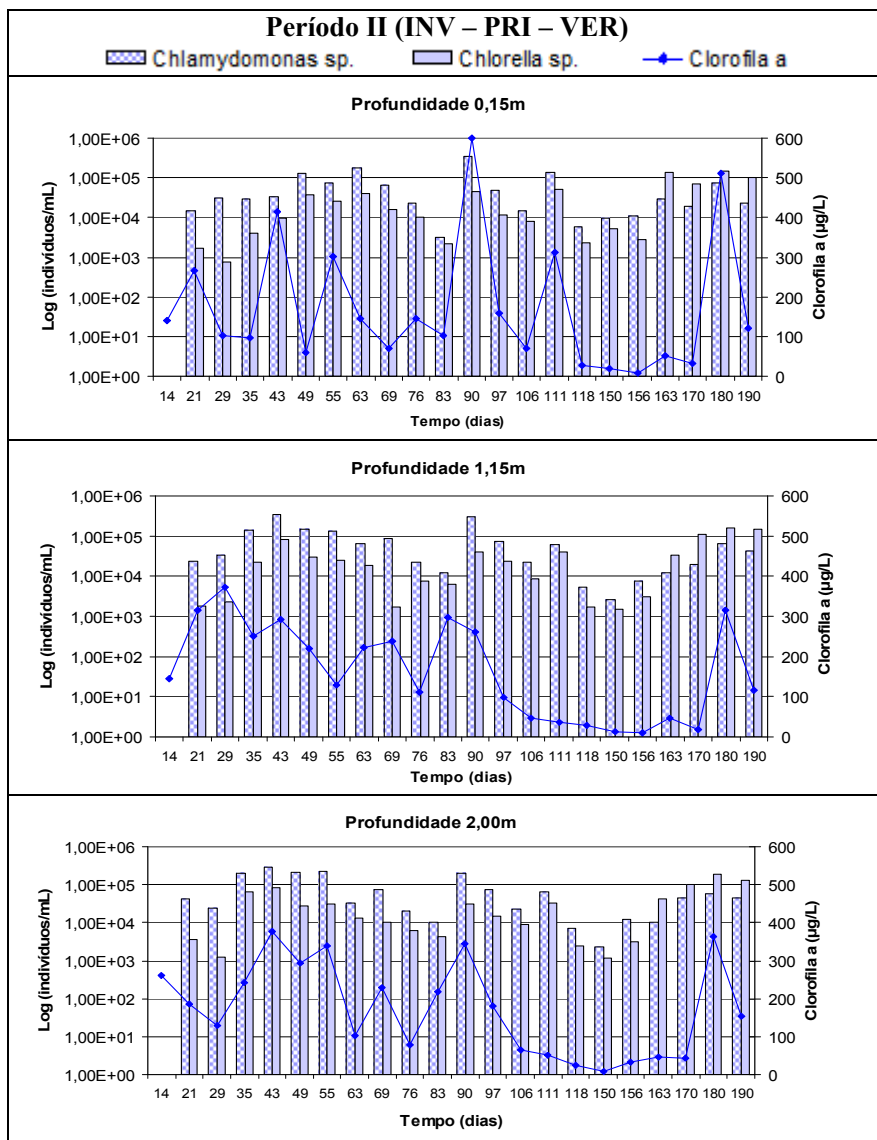 Período II (INV – PRI – VER)
Chlamydomonas sp. Chlorella sp. Clorofila a
Profundidade 0,15m
1,00E+06
1,00E+05
1,00E+04
1,00E+03
1,00E+02
1,00E+01
1,00E+00
Log (indivíduos/mL)
600
500
400
300
200
100
0
Clorofila a (µg/L)
14 21 29 35 43 49 55 63 69 76 83 90 97 106 111 118 150 156 163 170 180 190
Tempo (dias)
Profundidade 1,15m
1,00E+06
1,00E+05
1,00E+04
1,00E+03
1,00E+02
1,00E+01
1,00E+00
Log (indivíduos/mL)
600
500
400
300
200
100
0
Clorofila a (µg/L)
14 21 29 35 43 49 55 63 69 76 83 90 97 106 111 118 150 156 163 170 180 190
Tempo (dias)
Profundidade 2,00m
1,00E+06
1,00E+05
1,00E+04
1,00E+03
1,00E+02
1,00E+01
1,00E+00
Log (indivíduos/mL)
600
500
400
300
200
100
0
Clorofila a (µg/L)
14 21 29 35 43 49 55 63 69 76 83 90 97 106 111 118 150 156 163 170 180 190
Tempo (dias)